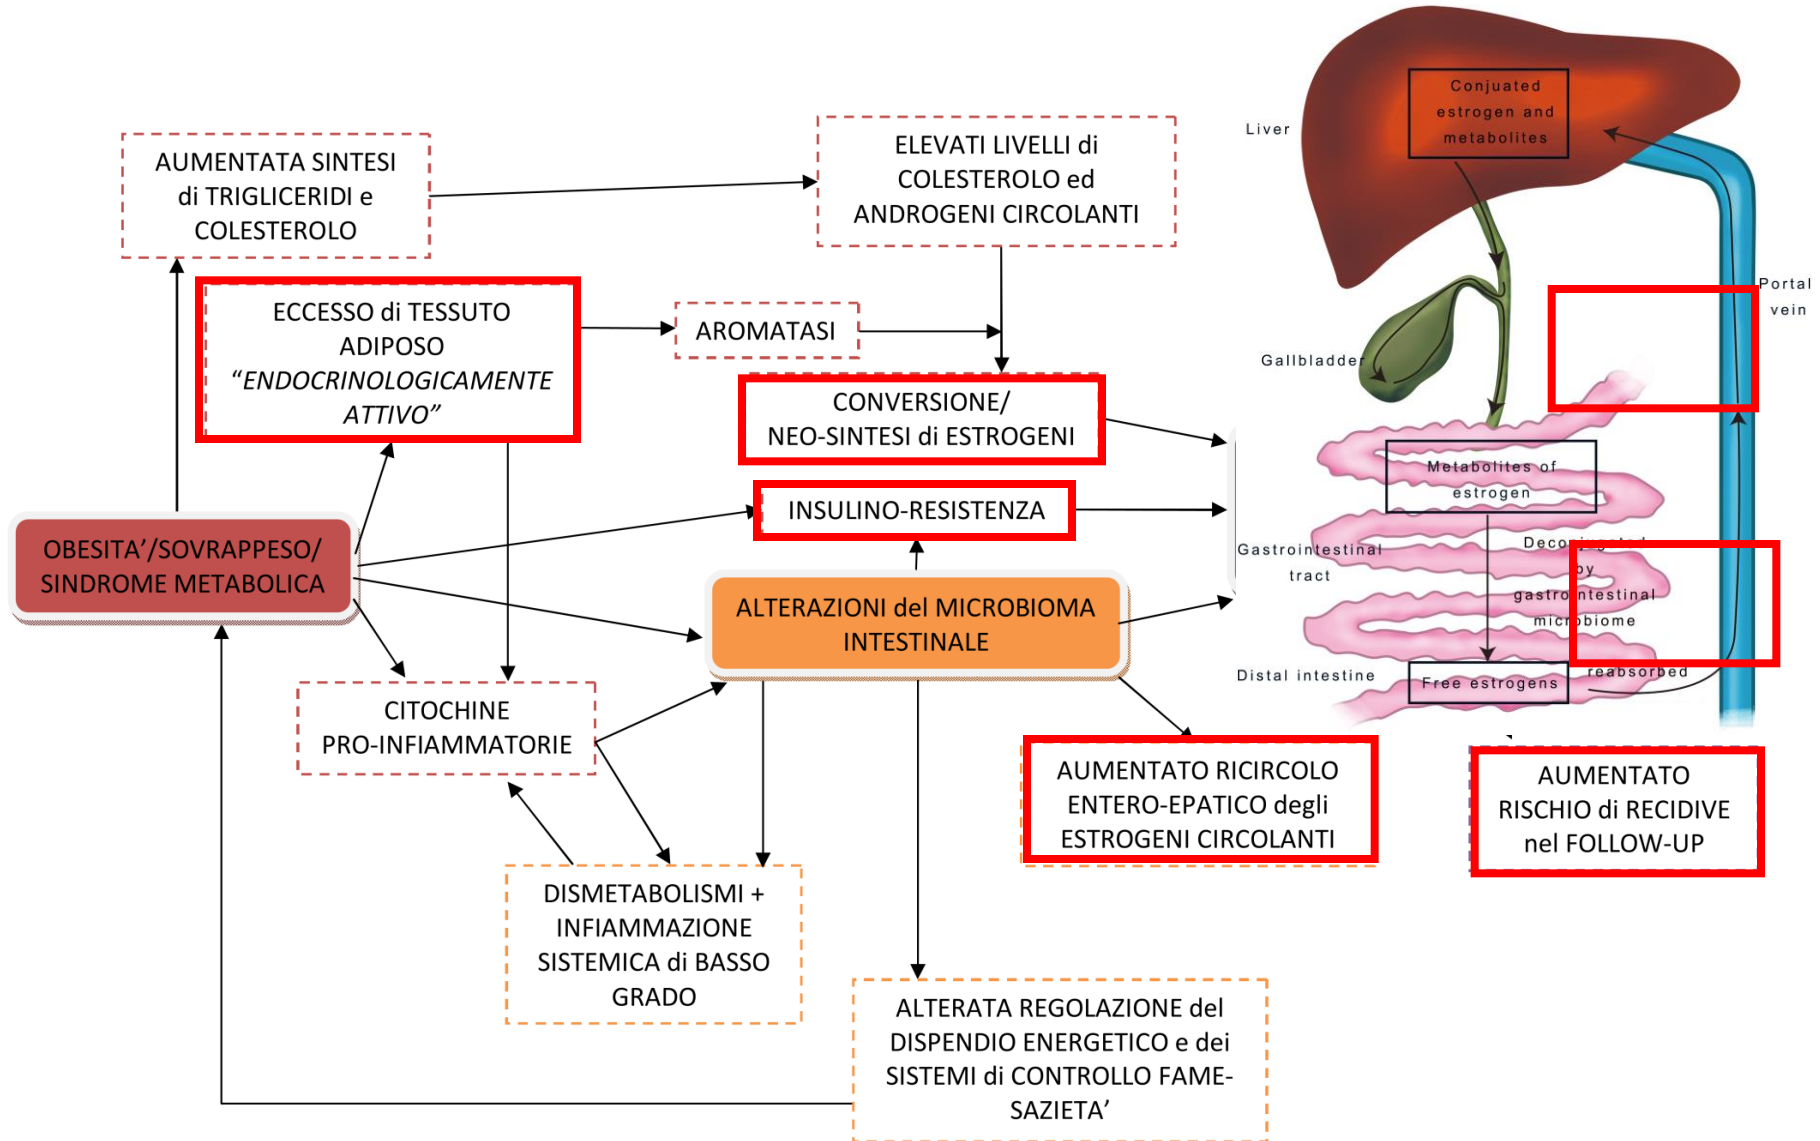 AUMENTATA SINTESI
di TRIGLICERIDI e
COLESTEROLO
ELEVATI LIVELLI di
COLESTEROLO ed
ANDROGENI CIRCOLANTI
ECCESSO di TESSUTO
ADIPOSO
“ENDOCRINOLOGICAMENTE
ATTIVO”
AROMATASI
CONVERSIONE/
NEO-SINTESI di ESTROGENI
INSULINO-RESISTENZA
OBESITA’/SOVRAPPESO/
SINDROME METABOLICA
ALTERAZIONI del MICROBIOMA
INTESTINALE
CITOCHINE
PRO-INFIAMMATORIE
AUMENTATO RICIRCOLO
ENTERO-EPATICO degli
ESTROGENI CIRCOLANTI
AUMENTATO
RISCHIO di RECIDIVE
nel FOLLOW-UP
DISMETABOLISMI +
INFIAMMAZIONE
SISTEMICA di BASSO
GRADO
ALTERATA REGOLAZIONE del
DISPENDIO ENERGETICO e dei
SISTEMI di CONTROLLO FAME-
SAZIETA’
Liver
Conjuated
estrogen and
metabolites
Portal
vein
Gallbladder
Metabolites of
estrogen
Gastrointestinal
tract
Deconjugated
by
gastrointestinal
microbiome
Distal intestine
Free estrogens
reabsorbed